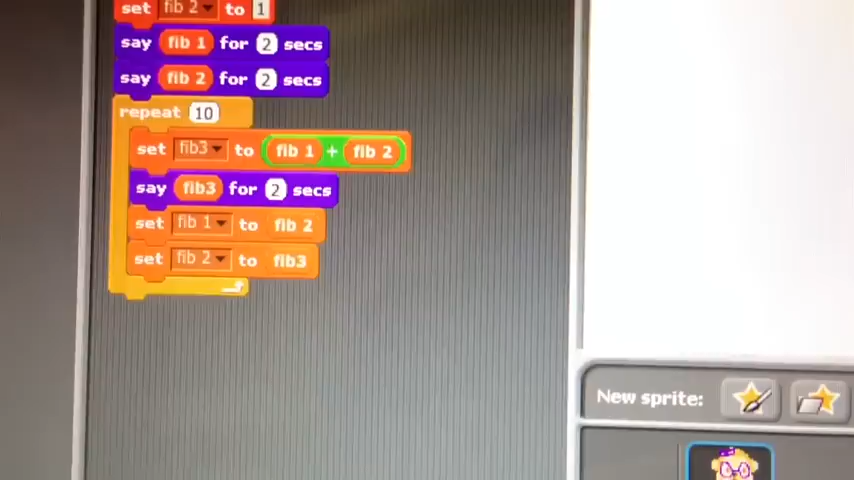 set fib 2 to 1
say fib 1 for 2 secs
say fib 2 for 2 secs
repeat 10
set fib3 to fib 1 + fib 2
say fib3 for 2 secs
set fib 1 to fib 2
set fib 2 to fib3
New sprite: